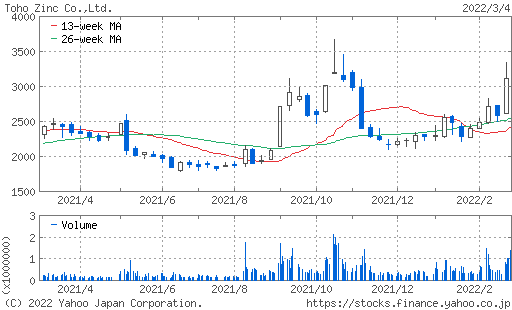 Toho Zinc Co.,Ltd. 2022/3/4
4000
13-week MA
26-week MA
3500
3000
2500
2000
1500
2021/4 2021/6 2021/8 2021/10 2021/12 2022/2
3
Volume
2
1
0
(x1000000)
2021/4 2021/6 2021/8 2021/10 2021/12 2022/2
(C) 2022 Yahoo Japan Corporation. https://stocks.finance.yahoo.co.jp